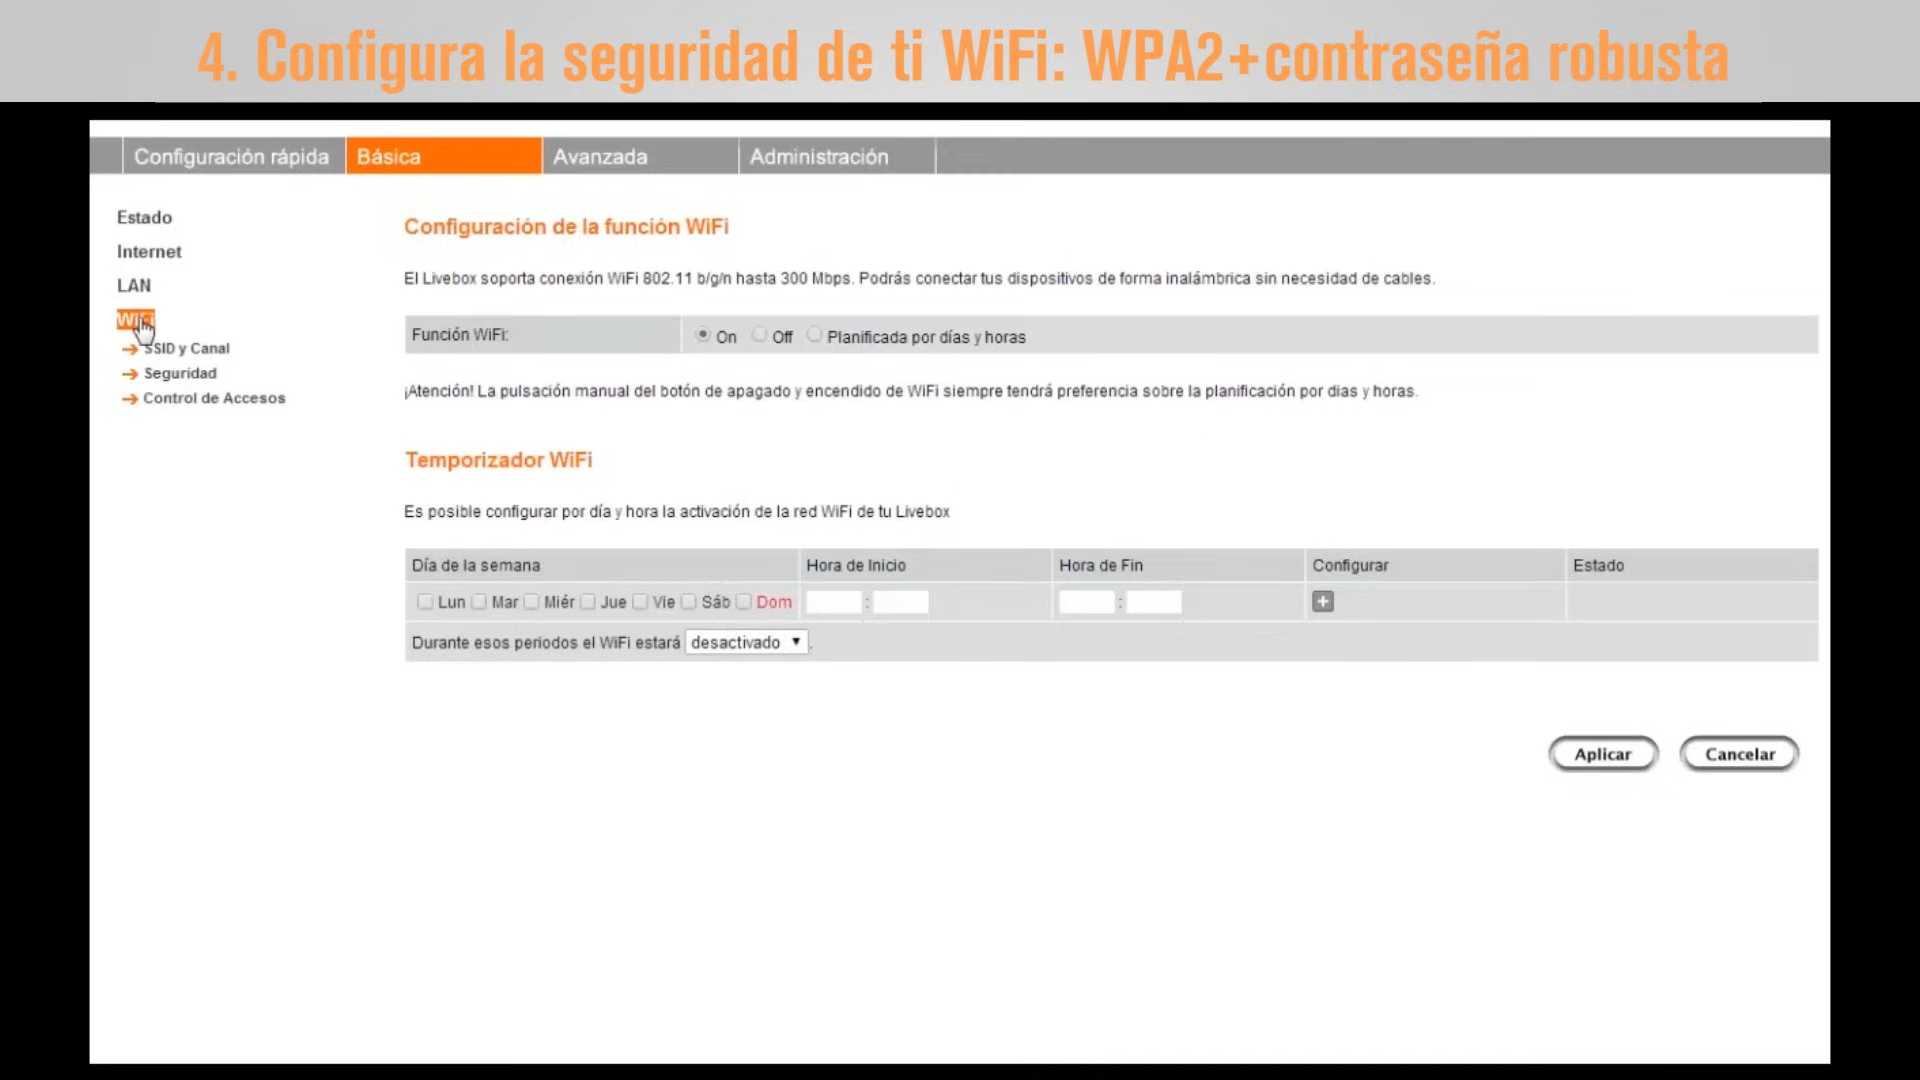 4. Configura la seguridad de ti WiFi: WPA2+contraseña robusta
Configuración rápida Básica Avanzada Administración
Estado
Internet
LAN
WiFi
SSID y Canal
Seguridad
Control de Accesos
Configuración de la función WiFi
El Livebox soporta conexión WiFi 802.11 b/g/n hasta 300 Mbps. Podrás conectar tus dispositivos de forma inalámbrica sin necesidad de cables.
Función WiFi: On Off Planificada por días y horas
¡Atención! La pulsación manual del botón de apagado y encendido de WiFi siempre tendrá preferencia sobre la planificación por dias y horas.
Temporizador WiFi
Es posible configurar por día y hora la activación de la red WiFi de tu Livebox
Día de la semana Hora de Inicio Hora de Fin Configurar Estado
Lun Mar Miér Jue Vie Sáb Dom : :
Durante esos periodos el WiFi estará desactivado .
Aplicar Cancelar